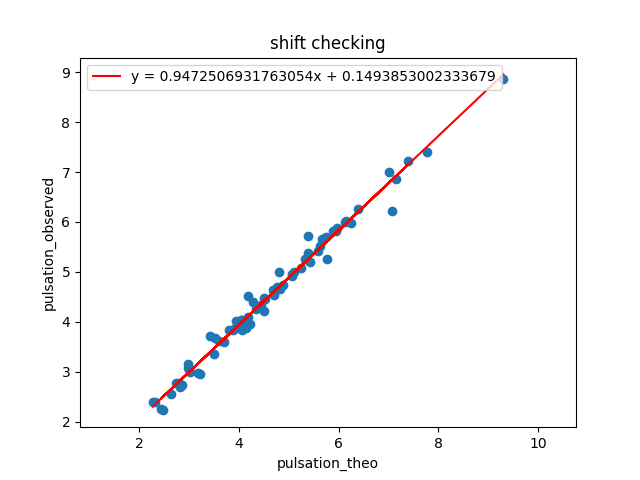 shift checking
y = 0.9472506931763054x + 0.1493853002333679
9
8
7
6
5
4
3
2
pulsation_observed
2 4 6 8 10
pulsation_theo